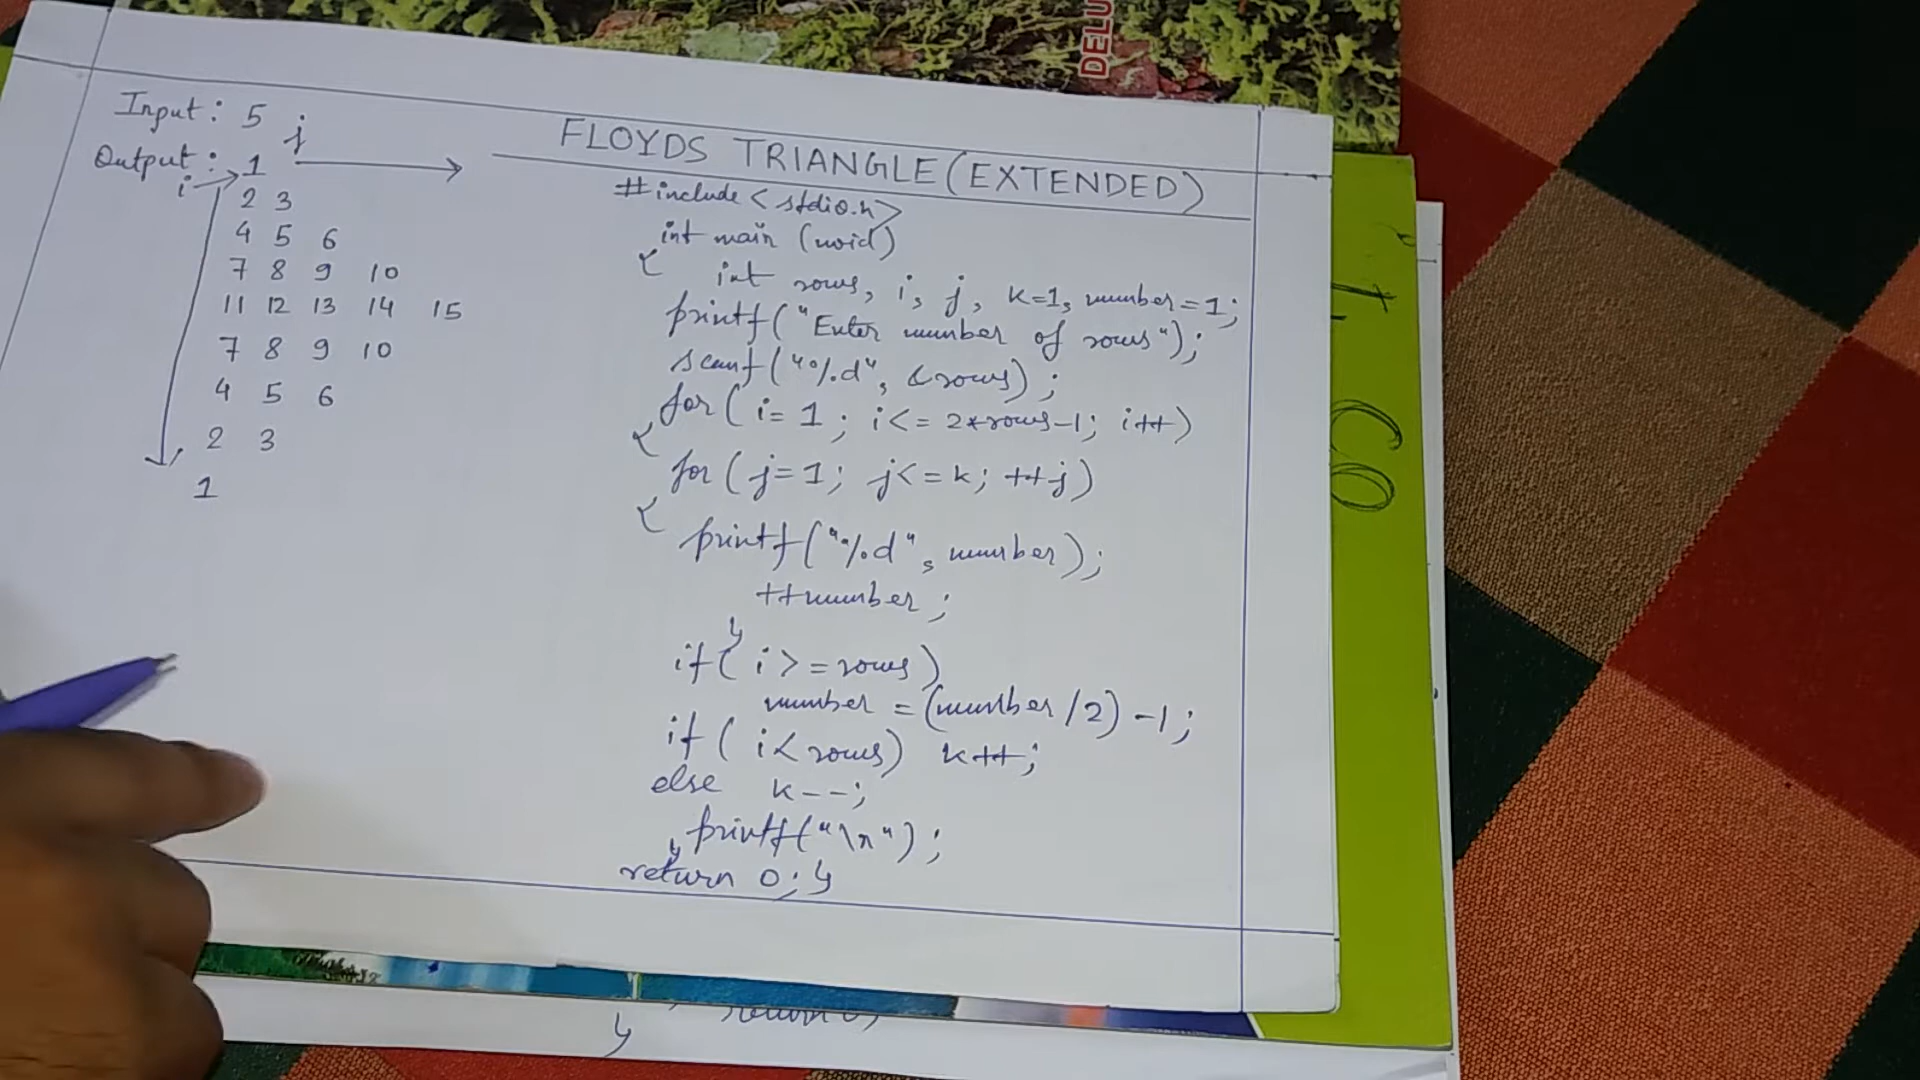 Input: 5
j
Output: 1
i
2 3
4 5 6
7 8 9 10
11 12 13 14 15
7 8 9 10
4 5 6
2 3
1
FLOYDS TRIANGLE (EXTENDED)
#include <stdio.h>
int main (void)
{
int rows, i, j, k=1, number=1;
printf("Enter number of rows");
scanf("%d", &rows);
for( i=1; i<=2*rows-1; i++)
{
for (j=1; j<=k; ++j)
{
printf("%d", number);
++number;
}
if( i>=rows)
number = (number/2) -1;
if( i<rows) k++;
else k--;
printf("\n");
}
return 0; }
DELU
CO
return 0;
}